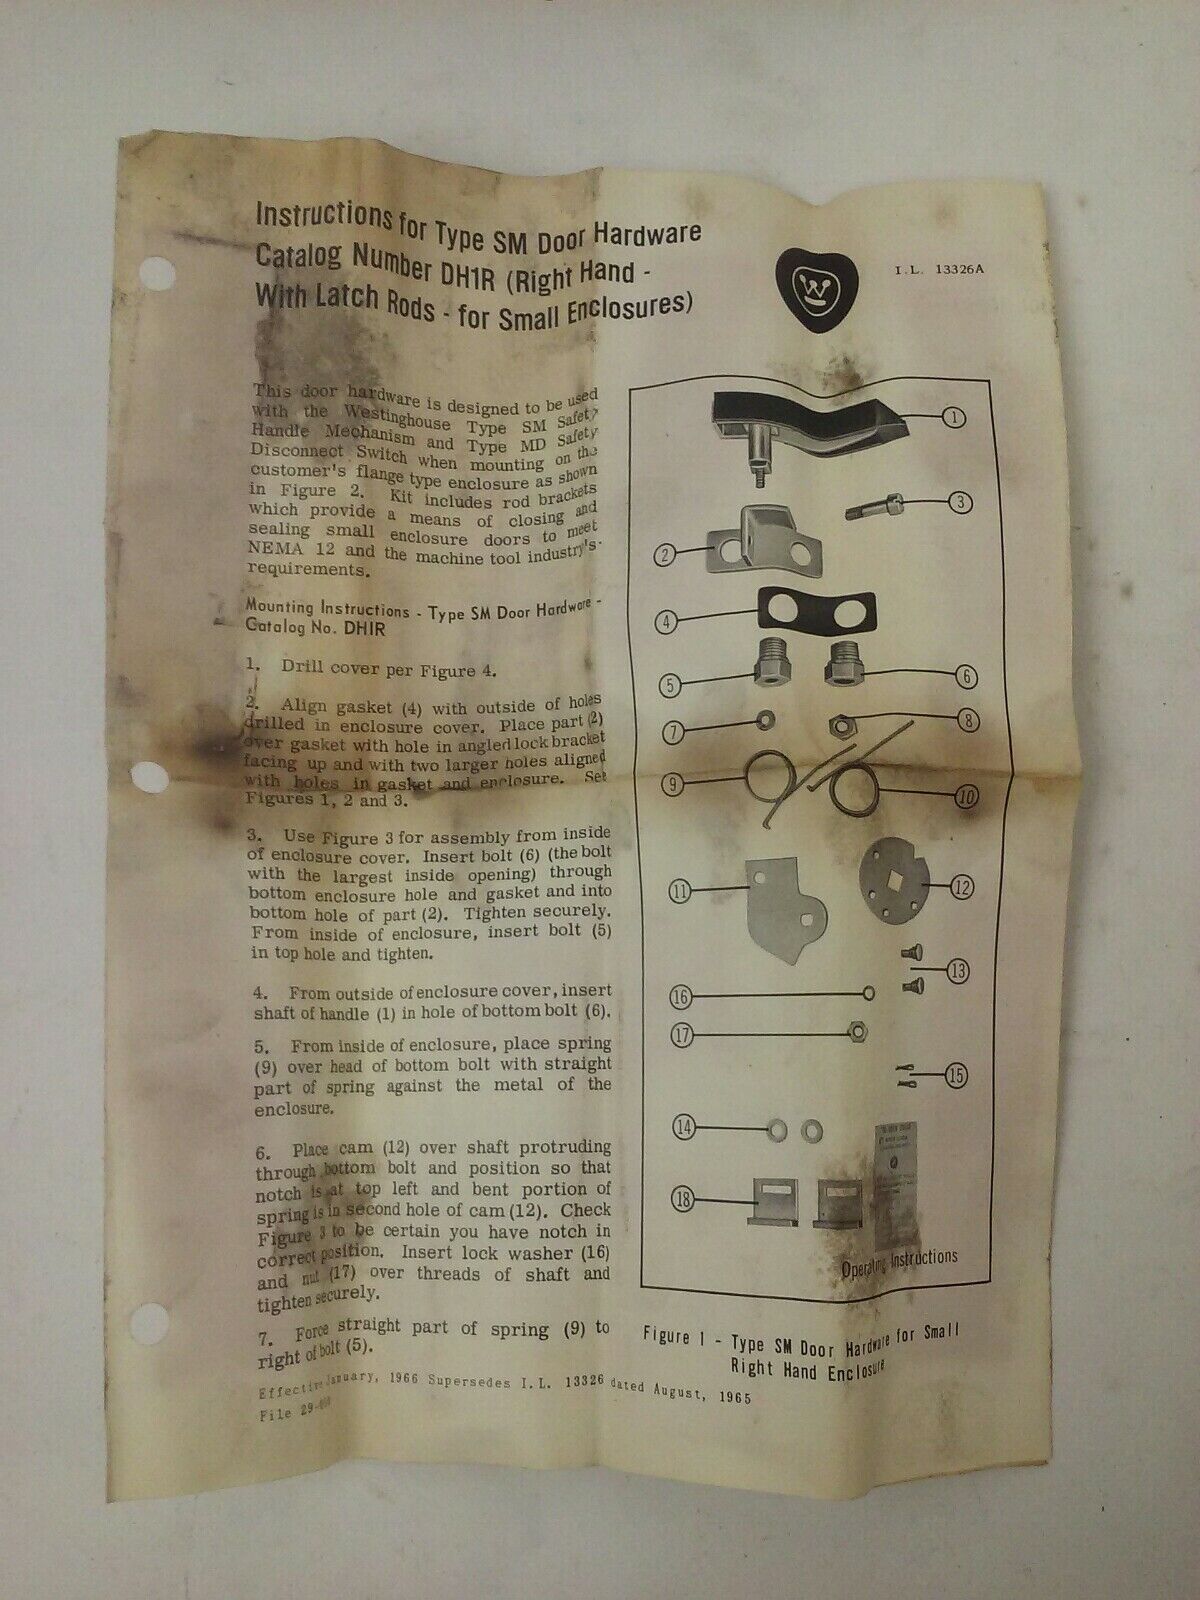 Instructions for Type SM Door Hardware
Catalog Number DH1R (Right Hand -
With Latch Rods - for Small Enclosures)
W
I.L. 13326A
This door hardware is designed to be used
with the Westinghouse Type SM Safety
Handle Mechanism and Type MD Safety
Disconnect Switch when mounting on the
customer's flange type enclosure as shown
in Figure 2. Kit includes rod brackets
which provide a means of closing and
sealing small enclosure doors to meet
NEMA 12 and the machine tool industry's
requirements.
Mounting Instructions - Type SM Door Hardware -
Catalog No. DH1R
1. Drill cover per Figure 4.
2. Align gasket (4) with outside of holes
drilled in enclosure cover. Place part (2)
over gasket with hole in angled lock bracket
facing up and with two larger holes aligned
with holes in gasket and enclosure. See
Figures 1, 2 and 3.
3. Use Figure 3 for assembly from inside
of enclosure cover. Insert bolt (6) (the bolt
with the largest inside opening) through
bottom enclosure hole and gasket and into
bottom hole of part (2). Tighten securely.
From inside of enclosure, insert bolt (5)
in top hole and tighten.
4. From outside of enclosure cover, insert
shaft of handle (1) in hole of bottom bolt (6).
5. From inside of enclosure, place spring
(9) over head of bottom bolt with straight
part of spring against the metal of the
enclosure.
6. Place cam (12) over shaft protruding
through bottom bolt and position so that
notch is at top left and bent portion of
spring is in second hole of cam (12). Check
Figure 3 to be certain you have notch in
correct position. Insert lock washer (16)
and nut (17) over threads of shaft and
tighten securely.
7. Force straight part of spring (9) to
right of bolt (5).
1
3
2
4
5
6
7
8
9
10
11
12
13
16
17
15
14
18
Operating Instructions
Figure 1 - Type SM Door Hardware for Small
Right Hand Enclosure
Effective January, 1966 Supersedes I.L. 13326 dated August, 1965
File